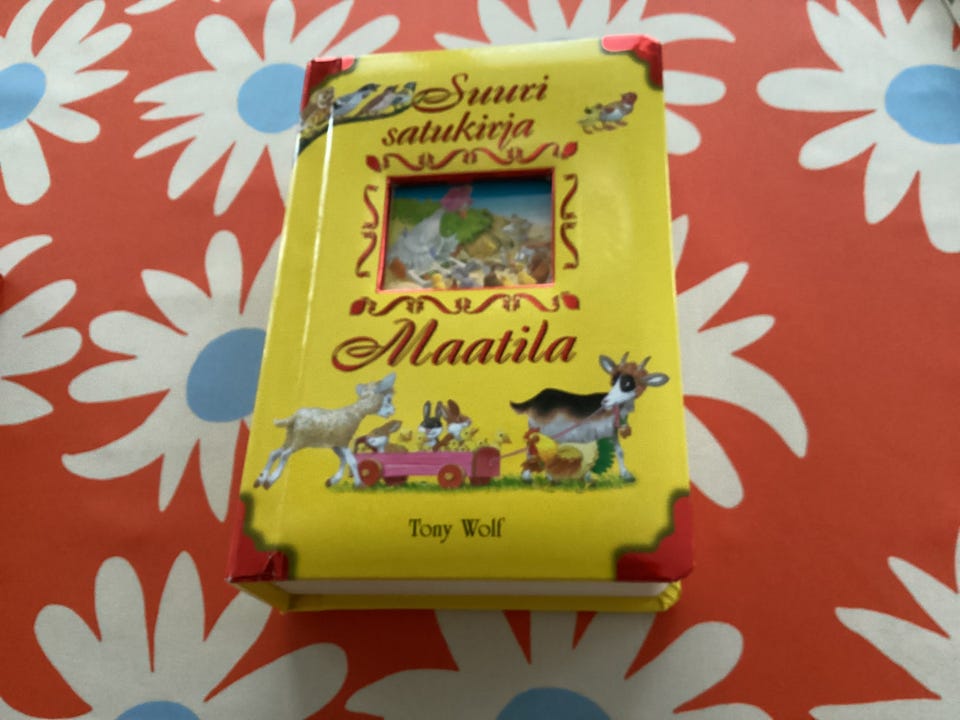 Suuri
satukirja
Maatila
Tony Wolf